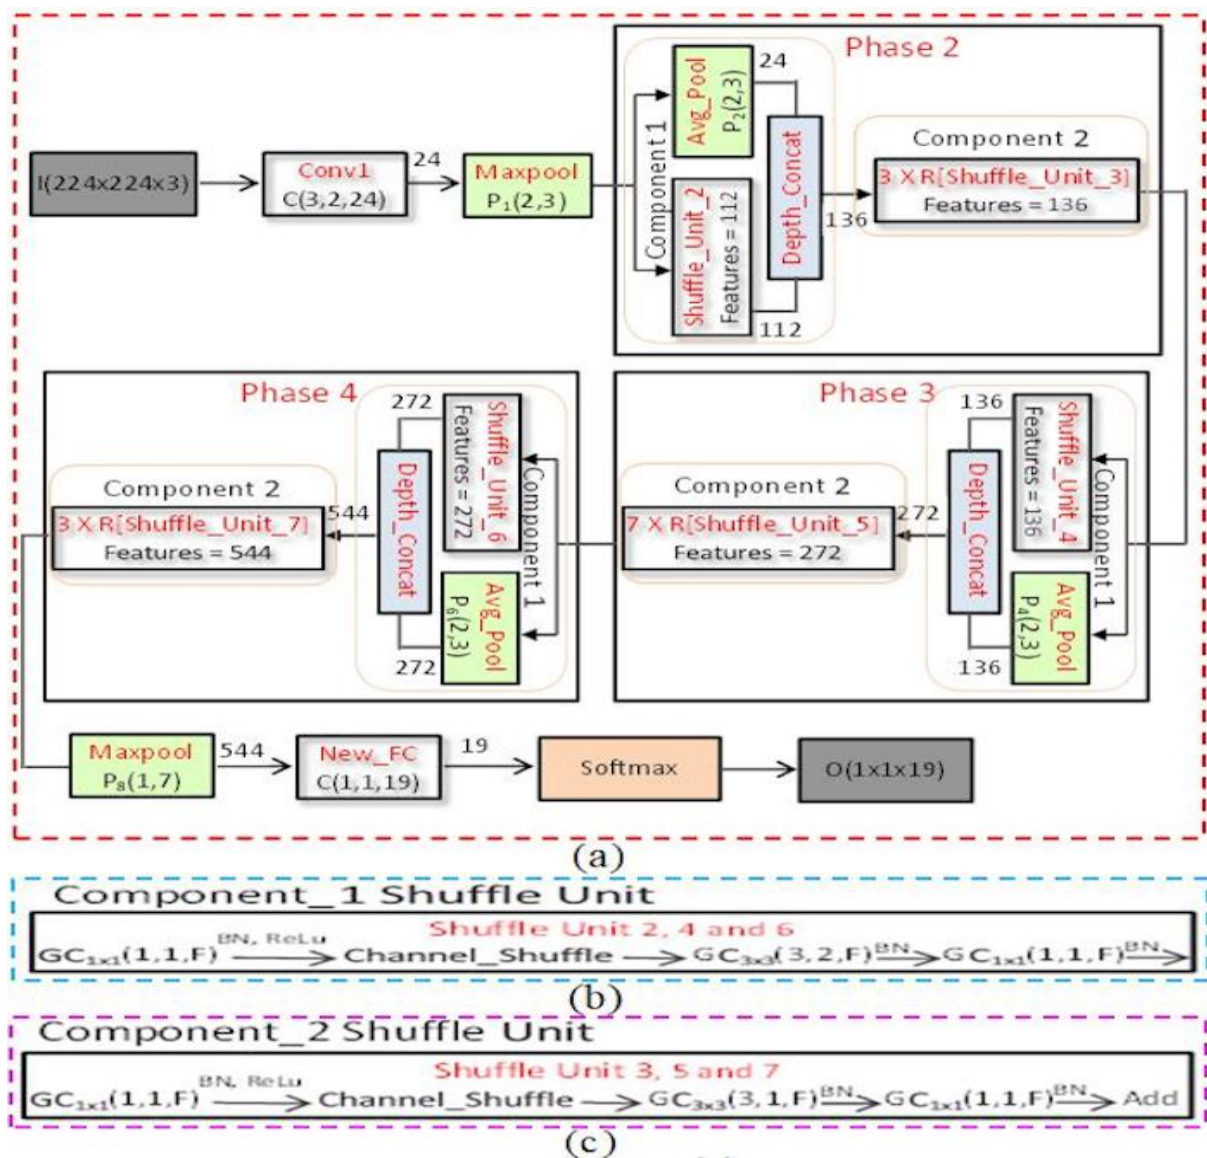 Phase 2
I(224x224x3)
Conv1
C(3,2,24)
24
Maxpool
P₁(2,3)
Component 1
Avg_Pool
P₂(2,3)
24
Shuffle_Unit_2
Features = 112
112
Depth_Concat
136
Component 2
3 X R[Shuffle_Unit_3]
Features = 136
Phase 3
Component 1
Shuffle_Unit_4
Features = 136
136
Avg_Pool
P₄(2,3)
136
Depth_Concat
272
Component 2
7 X R[Shuffle_Unit_5]
Features = 272
Phase 4
Component 1
Shuffle_Unit_6
Features = 272
272
Avg_Pool
P₆(2,3)
272
Depth_Concat
544
Component 2
3 X R[Shuffle_Unit_7]
Features = 544
Maxpool
P₈(1,7)
544
New_FC
C(1,1,19)
19
Softmax
O(1x1x19)
(a)
Component_1 Shuffle Unit
Shuffle Unit 2, 4 and 6
GC₁ₓ₁(1,1,F) BN, ReLu Channel_Shuffle GC₃ₓ₃(3,2,F) BN GC₁ₓ₁(1,1,F) BN
(b)
Component_2 Shuffle Unit
Shuffle Unit 3, 5 and 7
GC₁ₓ₁(1,1,F) BN, ReLu Channel_Shuffle GC₃ₓ₃(3,1,F) BN GC₁ₓ₁(1,1,F) BN Add
(c)